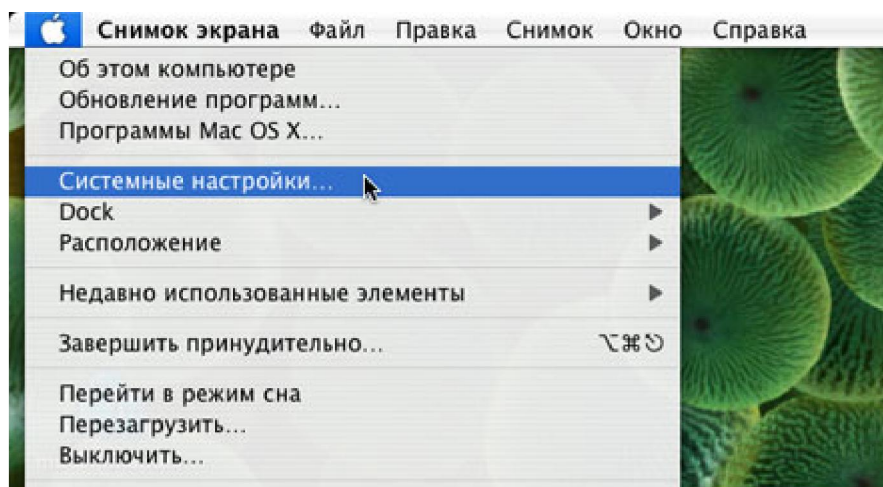 Снимок экрана Файл Правка Снимок Окно Справка
Об этом компьютере
Обновление программ...
Программы Mac OS X...
Системные настройки...
Dock
Расположение
Недавно использованные элементы
Завершить принудительно... ⌥⌘⎋
Перейти в режим сна
Перезагрузить...
Выключить...